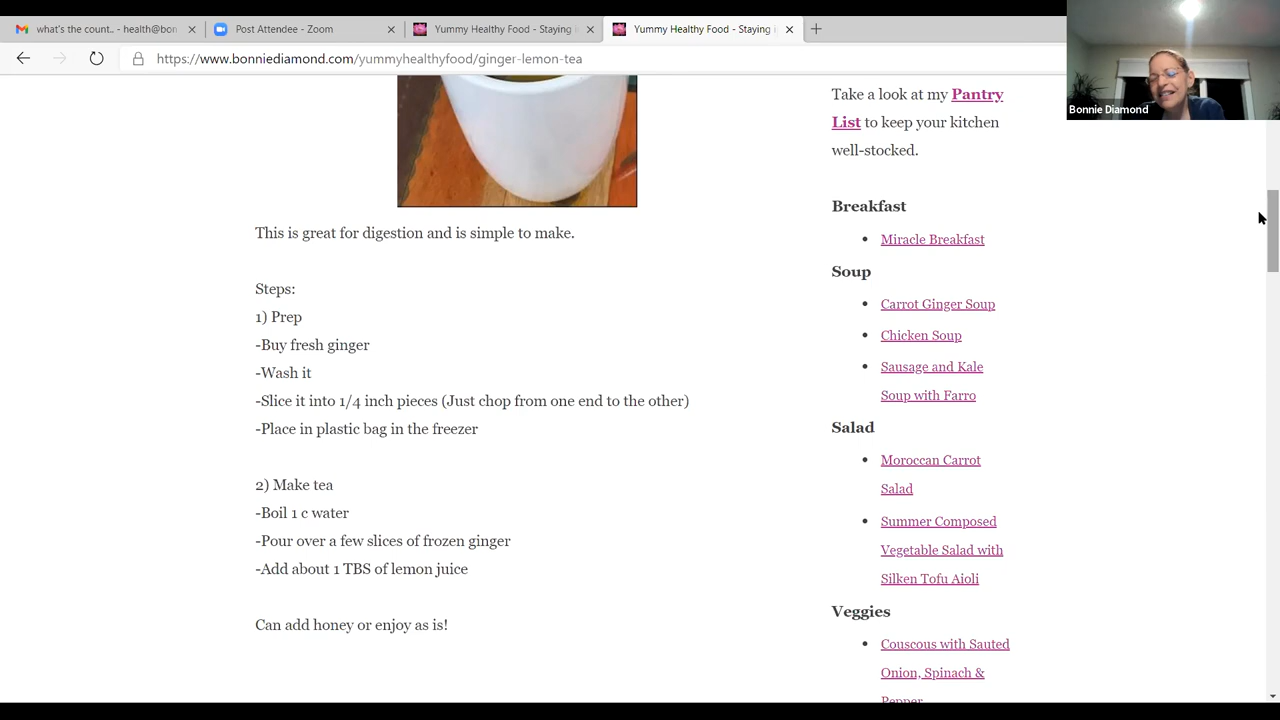 what's the count.. - health@bon
Post Attendee - Zoom
Yummy Healthy Food - Staying i
Yummy Healthy Food - Staying i
https://www.bonniediamond.com/yummyhealthyfood/ginger-lemon-tea
Bonnie Diamond
This is great for digestion and is simple to make.
Steps:
1) Prep
-Buy fresh ginger
-Wash it
-Slice it into 1/4 inch pieces (Just chop from one end to the other)
-Place in plastic bag in the freezer
2) Make tea
-Boil 1 c water
-Pour over a few slices of frozen ginger
-Add about 1 TBS of lemon juice
Can add honey or enjoy as is!
Take a look at my Pantry
List to keep your kitchen
well-stocked.
Breakfast
• Miracle Breakfast
Soup
• Carrot Ginger Soup
• Chicken Soup
• Sausage and Kale
Soup with Farro
Salad
• Moroccan Carrot
Salad
• Summer Composed
Vegetable Salad with
Silken Tofu Aioli
Veggies
• Couscous with Sauted
Onion, Spinach &
Pepper